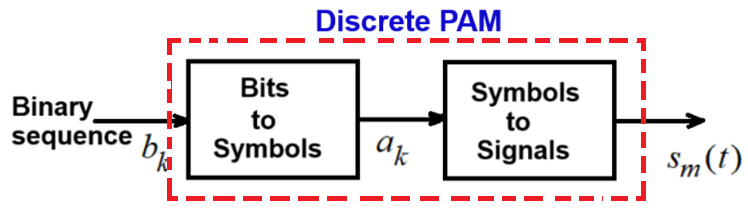 Discrete PAM
Binary
sequence
b_k
Bits
to
Symbols
a_k
Symbols
to
Signals
s_m(t)